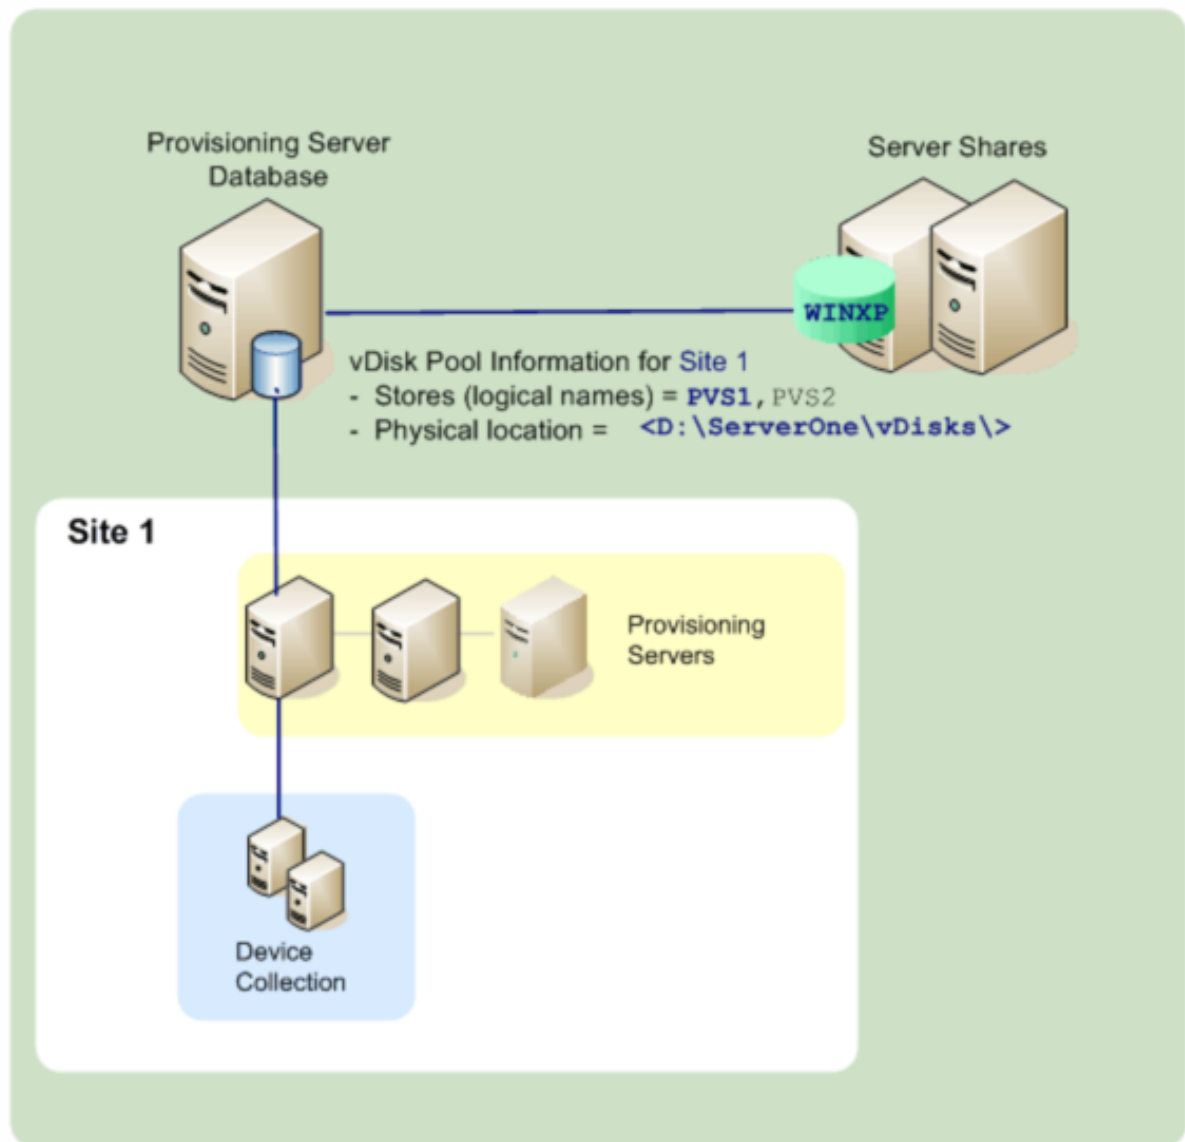 Provisioning Server
Database
Server Shares
WINXP
vDisk Pool Information for Site 1
- Stores (logical names) = PVS1, PVS2
- Physical location = <D:\ServerOne\vDisks\>
Site 1
Provisioning
Servers
Device
Collection